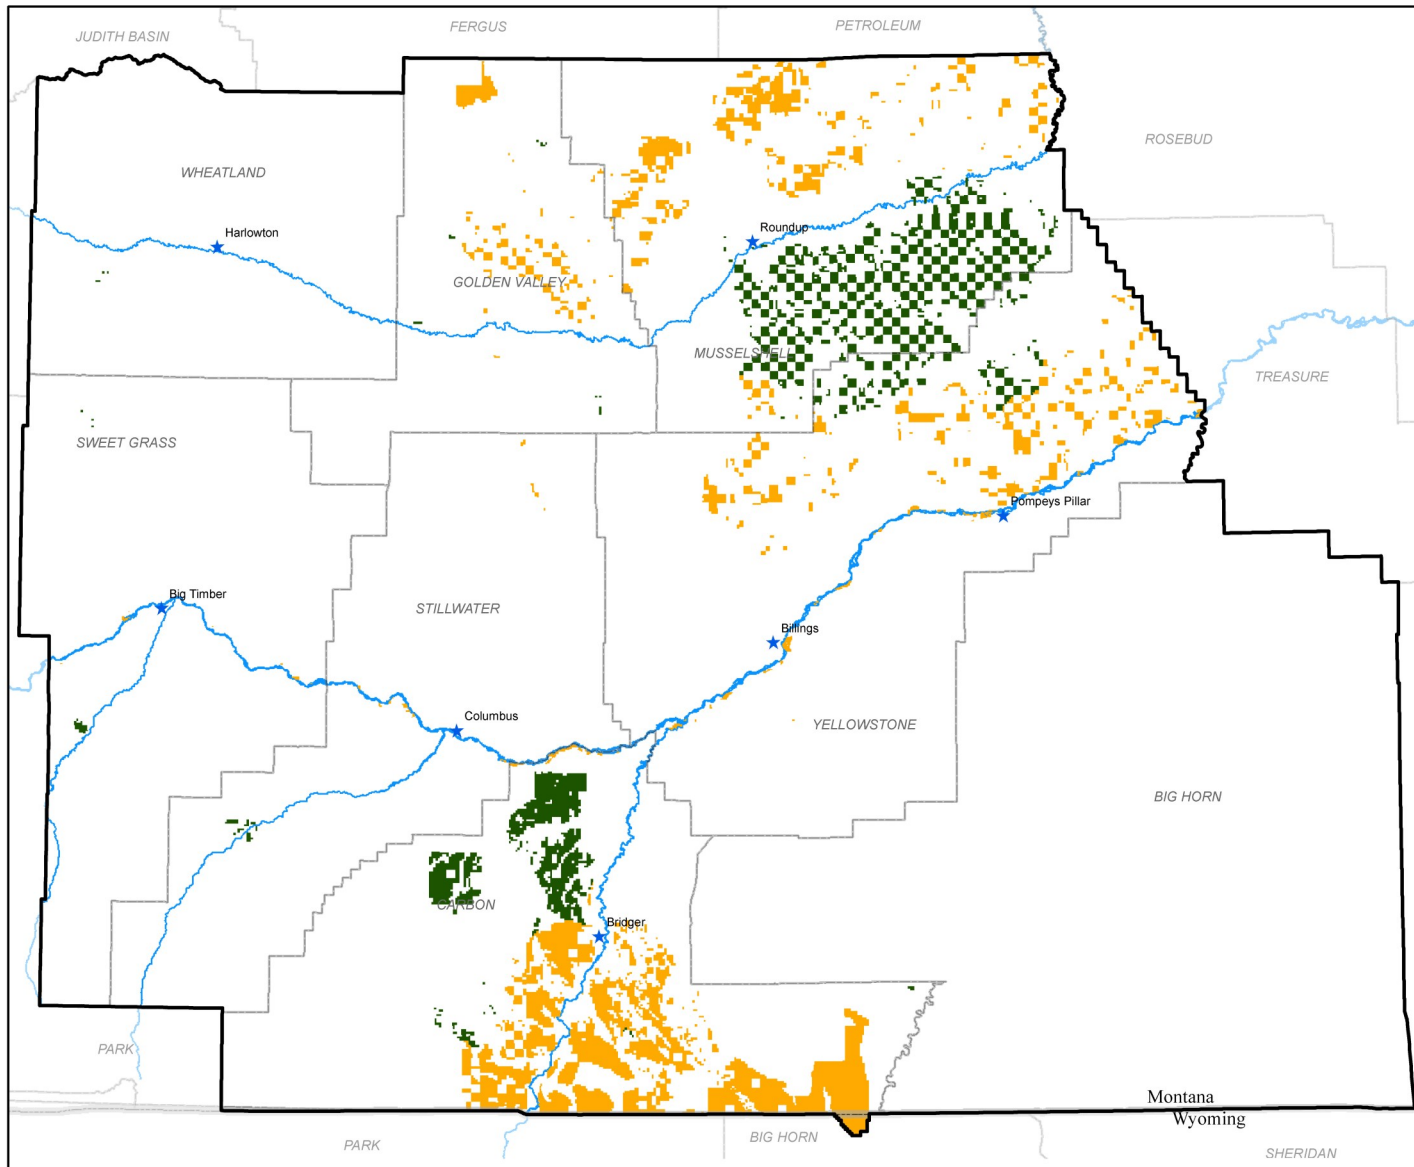 FERGUS
PETROLEUM
JUDITH BASIN
ROSEBUD
WHEATLAND
Harlowton
Roundup
GOLDEN VALLEY
MUSSELSHELL
TREASURE
SWEET GRASS
Pompeys Pillar
Big Timber
STILLWATER
Billings
Columbus
YELLOWSTONE
BIG HORN
CARBON
Bridger
PARK
Montana
Wyoming
BIG HORN
PARK
SHERIDAN